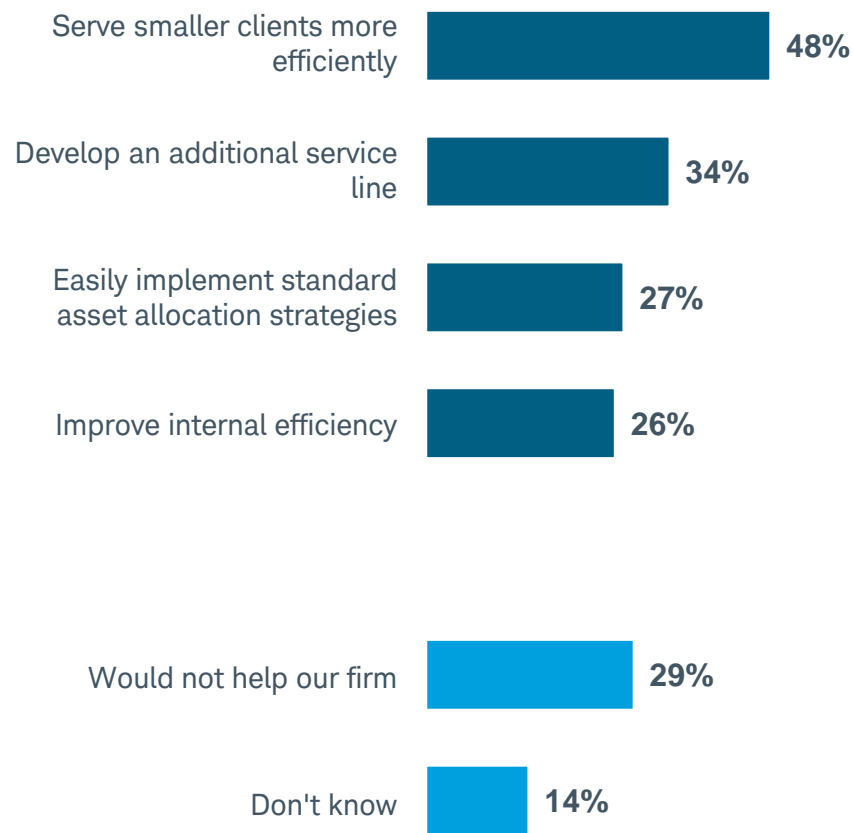 Serve smaller clients more
efficiently
48%
Develop an additional service
line
34%
Easily implement standard
asset allocation strategies
27%
Improve internal efficiency
26%
Would not help our firm
29%
Don't know
14%